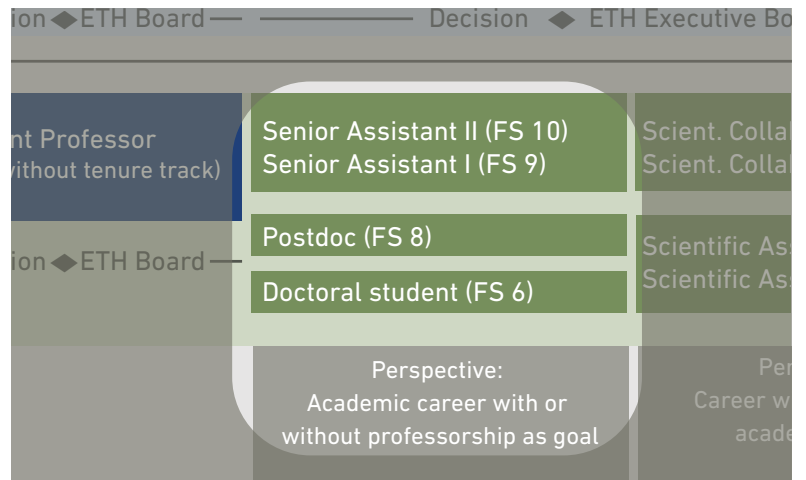 ion ◆ ETH Board — Decision ◆ ETH Executive Bo
nt Professor
ithout tenure track)
ion ◆ ETH Board
Senior Assistant II (FS 10)
Senior Assistant I (FS 9)
Postdoc (FS 8)
Doctoral student (FS 6)
Perspective:
Academic career with or
without professorship as goal
Scient. Colla
Scient. Colla
Scientific As
Scientific As
Per
Career w
acade